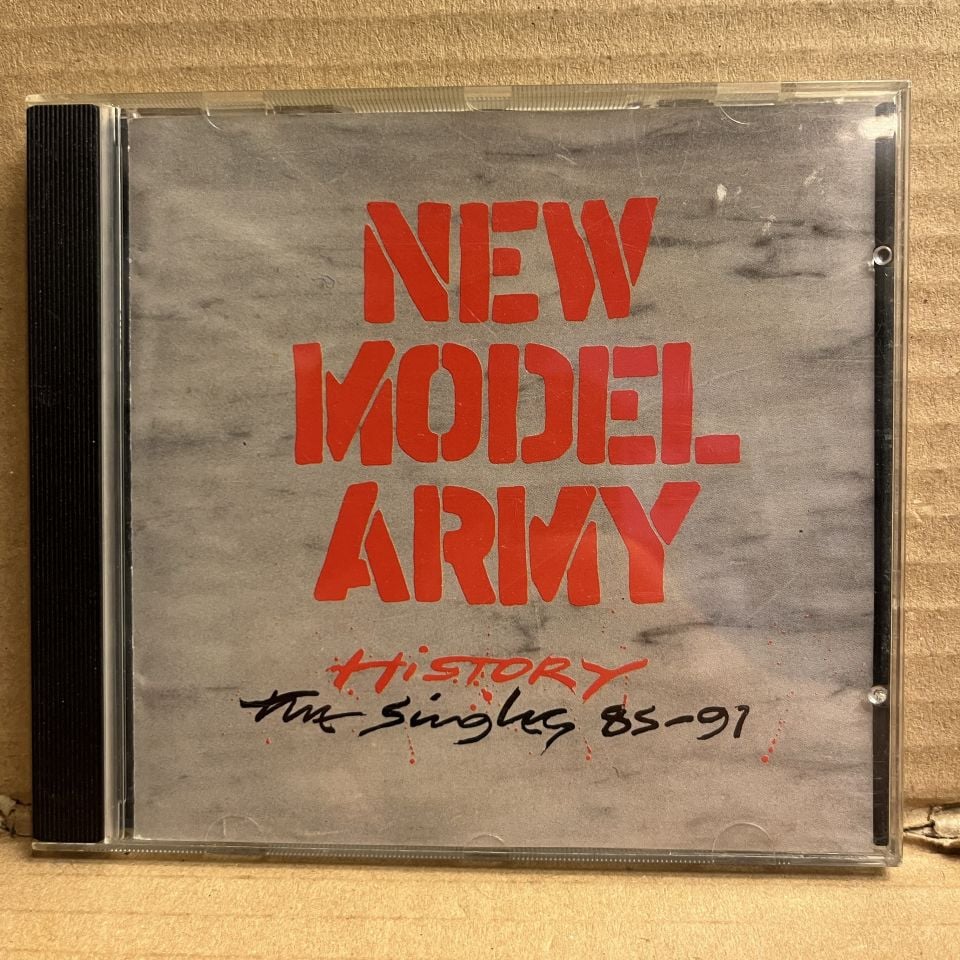 NEW
MODEL
ARMY
HiSTORY
the singles 85-91